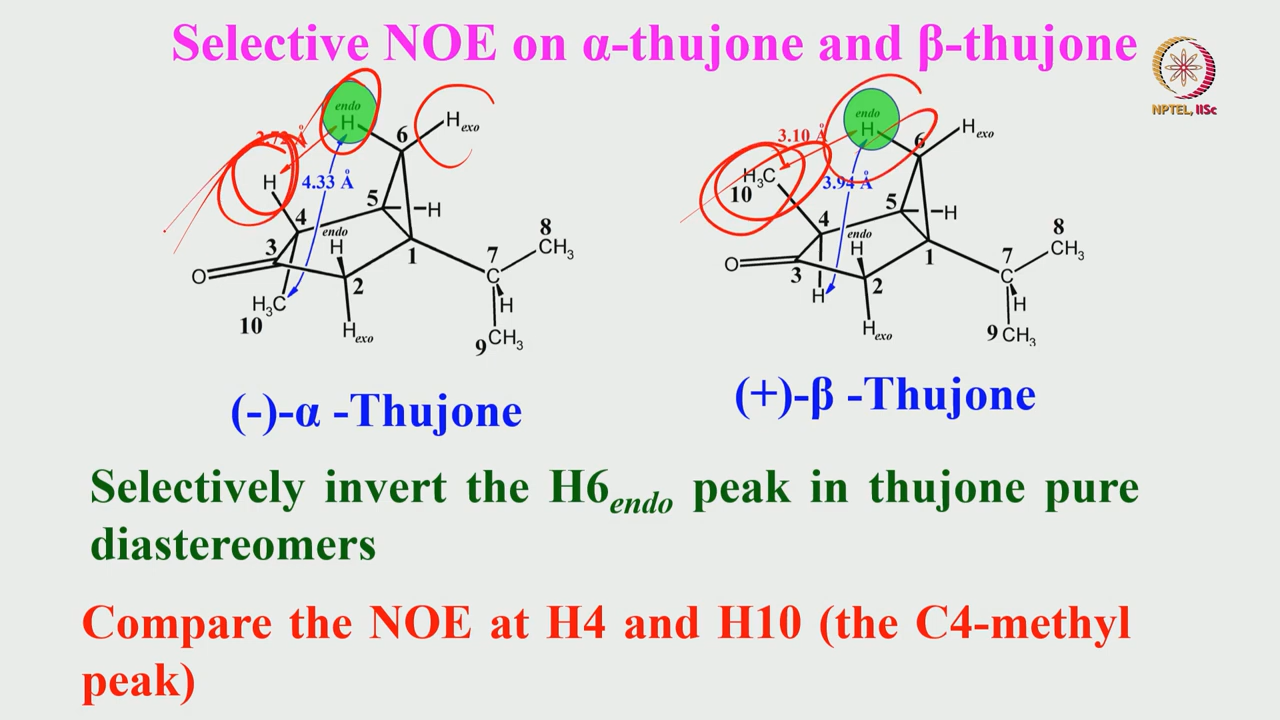 Selective NOE on α-thujone and β-thujone
NPTEL, IISc
endo
H
6
H exo
H
4.33 Å
5
H
4
endo
H
3
O
1
2
8
CH3
7
C
H
H3C
10
H exo
9 CH3
endo
H
6
H exo
3.10 Å
H3C
10
3.94 Å
5
H
4
endo
H
3
O
1
2
8
CH3
7
C
H
H
H exo
9 CH3
(-)-α -Thujone
(+)-β -Thujone
Selectively invert the H6endo peak in thujone pure
diastereomers
Compare the NOE at H4 and H10 (the C4-methyl
peak)